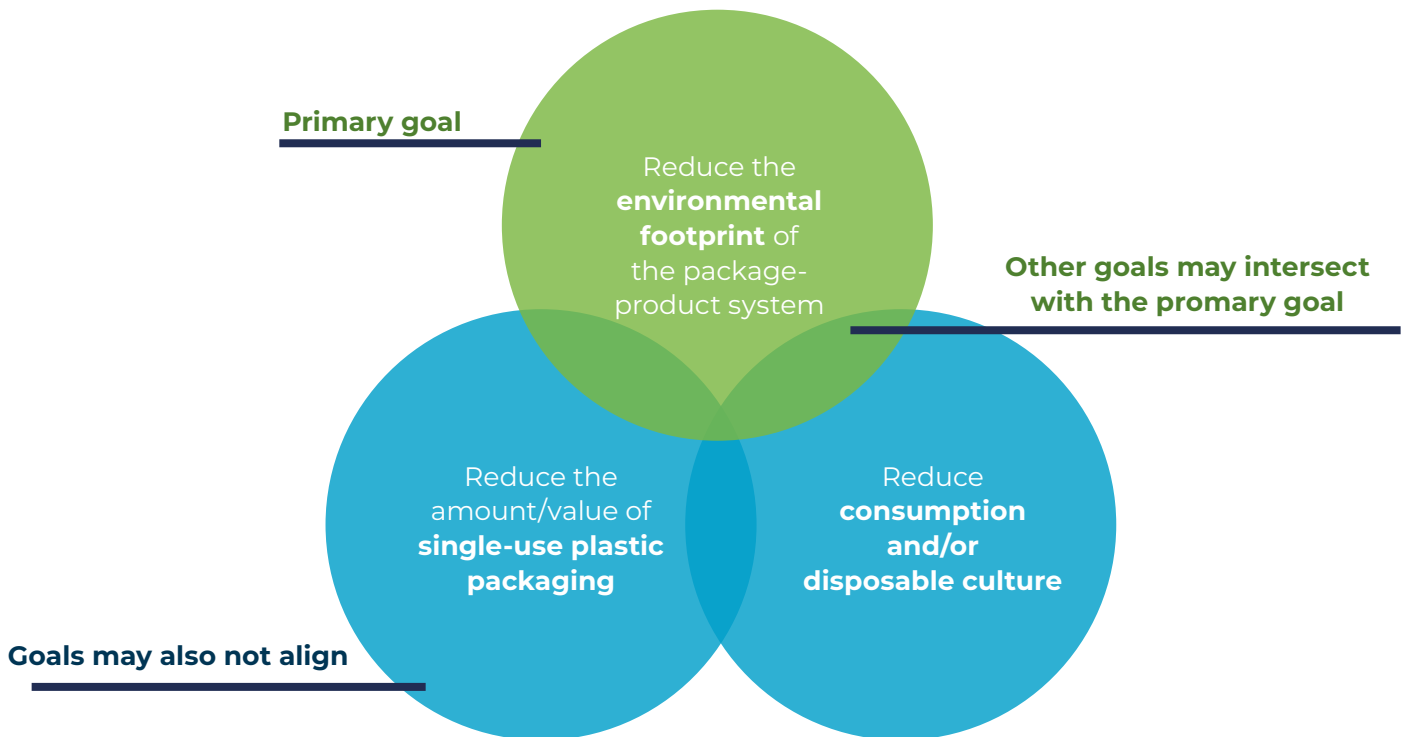 Primary goal
Reduce the
environmental
footprint of
the package-
product system
Other goals may intersect
with the promary goal
Reduce the
amount/value of
single-use plastic
packaging
Reduce
consumption
and/or
disposable culture
Goals may also not align